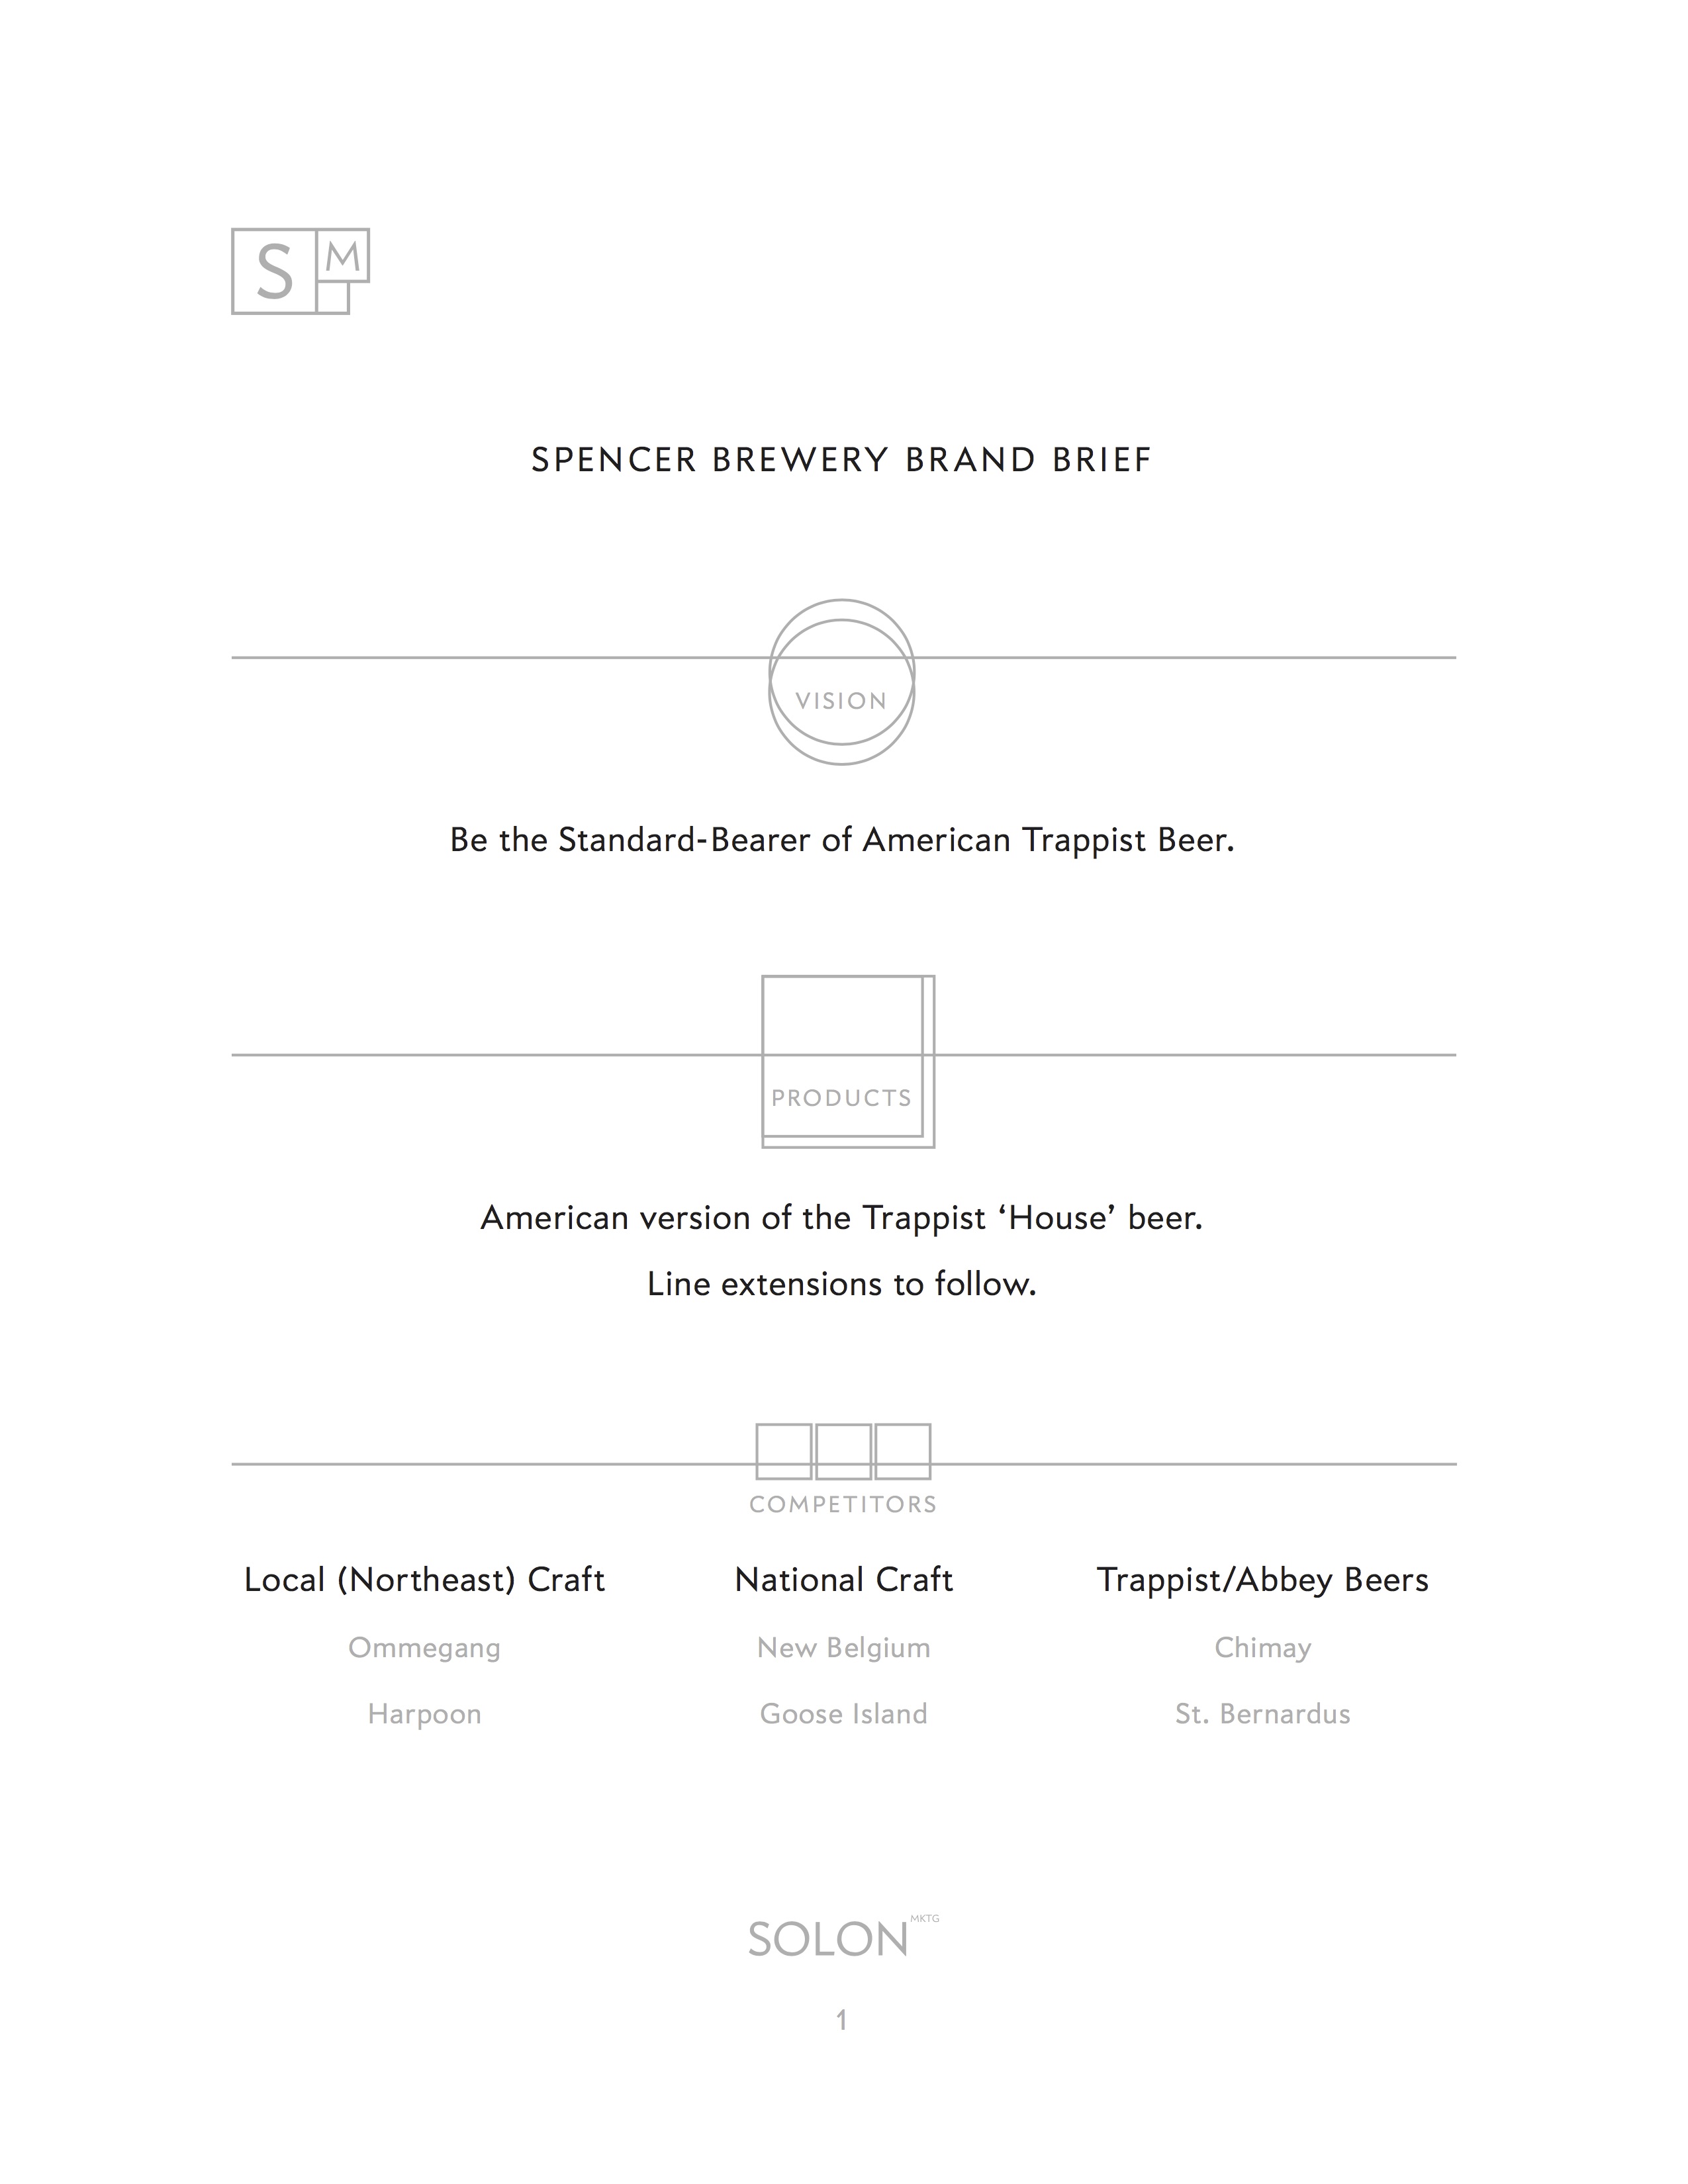 S M
SPENCER BREWERY BRAND BRIEF
VISION
Be the Standard-Bearer of American Trappist Beer.
PRODUCTS
American version of the Trappist ‘House’ beer.
Line extensions to follow.
COMPETITORS
Local (Northeast) Craft
Ommegang
Harpoon
National Craft
New Belgium
Goose Island
Trappist/Abbey Beers
Chimay
St. Bernardus
SOLON MKTG
1